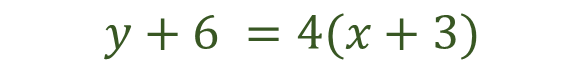 y + 6 = 4(x + 3)